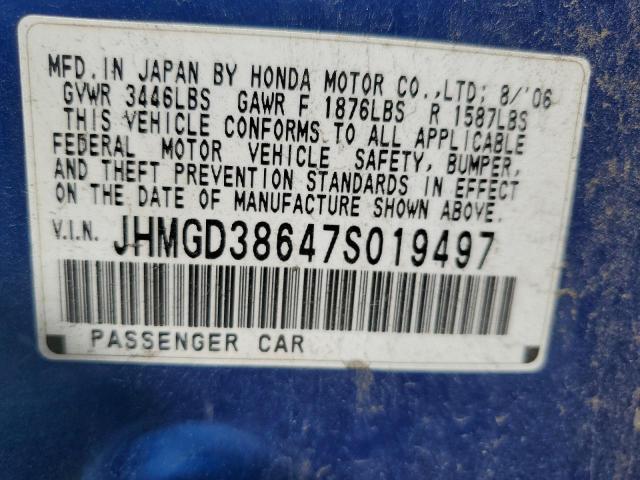 MFD. IN JAPAN BY HONDA MOTOR CO., LTD; 8/'06
GVWR 3446LBS GAWR F 1876LBS R 1587LBS
THIS VEHICLE CONFORMS TO ALL APPLICABLE
FEDERAL MOTOR VEHICLE SAFETY, BUMPER,
AND THEFT PREVENTION STANDARDS IN EFFECT
ON THE DATE OF MANUFACTURE SHOWN ABOVE.
V.I.N. JHMGD38647S019497
PASSENGER CAR